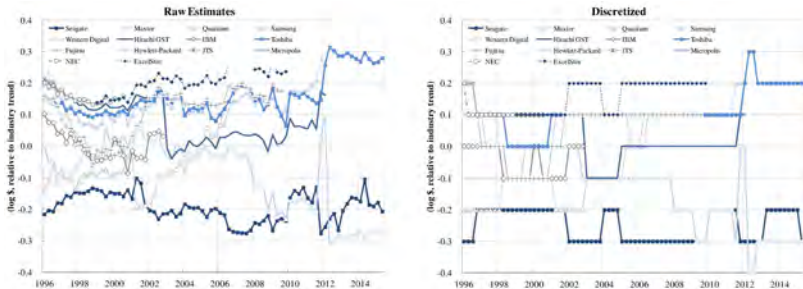 Raw Estimates
Seagate Maxtor Quantum Samsung
Western Digital Hitachi GST IBM Toshiba
Fujitsu Hewlett-Packard JTS Micropolis
NEC ExcelStor
(log $, relative to industry trend)
0.4
0.3
0.2
0.1
0.0
-0.1
-0.2
-0.3
-0.4
1996 1998 2000 2002 2004 2006 2008 2010 2012 2014
Discretized
Seagate Maxtor Quantum Samsung
Western Digital Hitachi GST IBM Toshiba
Fujitsu Hewlett-Packard JTS Micropolis
NEC ExcelStor
(log $, relative to industry trend)
0.4
0.3
0.2
0.1
0.0
-0.1
-0.2
-0.3
-0.4
1996 1998 2000 2002 2004 2006 2008 2010 2012 2014